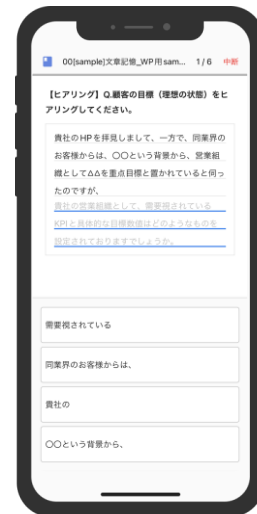 00[sample]文章記憶_WP用sam... 1 / 6 中断
【ヒアリング】Q.顧客の目標（理想の状態）をヒ
アリングしてください。
貴社のHPを拝見しまして、一方で、同業界の
お客様からは、〇〇という背景から、営業組
織として△△を重点目標と置かれていると伺っ
たのですが、
貴社の営業組織として、需要視されている
KPIと具体的な目標数値はどのようなものを
設定されておりますでしょうか。
需要視されている
同業界のお客様からは、
貴社の
〇〇という背景から、